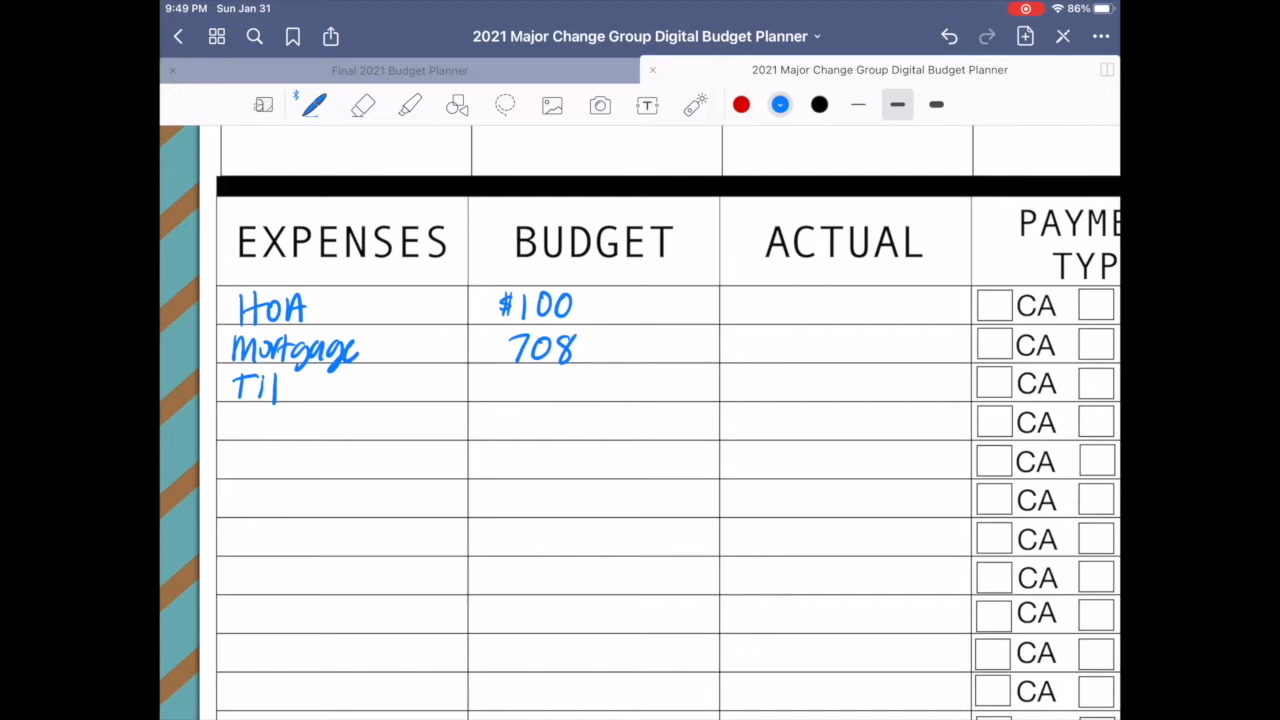 9:49 PM Sun Jan 31 86%
2021 Major Change Group Digital Budget Planner
Final 2021 Budget Planner 2021 Major Change Group Digital Budget Planner
EXPENSES BUDGET ACTUAL PAYME
TYP
HOA $100 CA
Mortgage 708 CA
Til CA
CA
CA
CA
CA
CA
CA
CA
CA